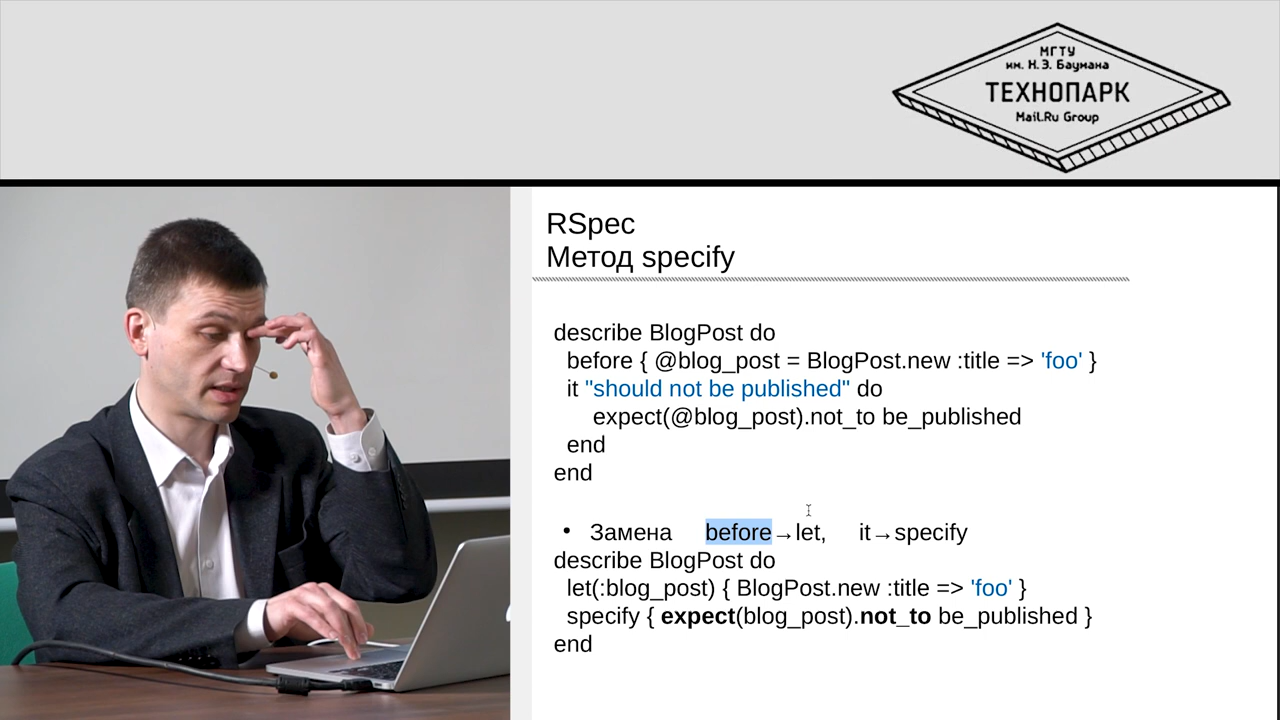 МГТУ
им. Н.Э. Баумана
ТЕХНОПАРК
Mail.Ru Group
RSpec
Метод specify
describe BlogPost do
before { @blog_post = BlogPost.new :title => 'foo' }
it "should not be published" do
expect(@blog_post).not_to be_published
end
end
• Замена before→let, it→specify
describe BlogPost do
let(:blog_post) { BlogPost.new :title => 'foo' }
specify { expect(blog_post).not_to be_published }
end